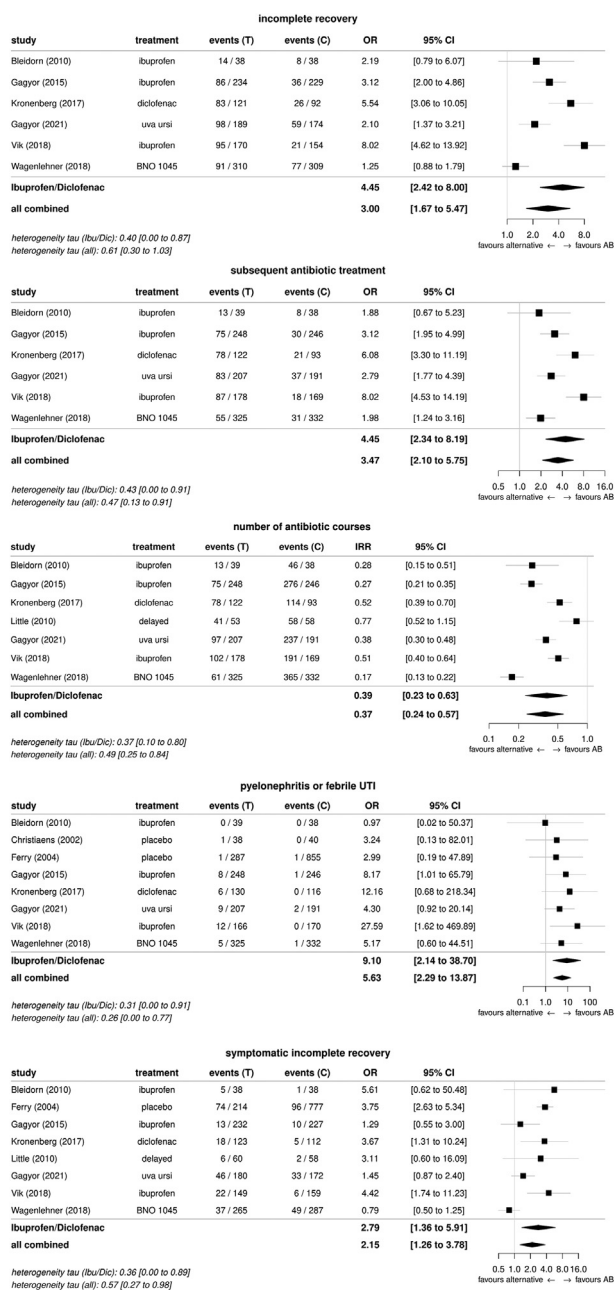 incomplete recovery
study treatment events (T) events (C) OR 95% CI
Bleidorn (2010) ibuprofen 14 / 38 8 / 38 2.19 [0.79 to 6.07]
Gagyor (2015) ibuprofen 86 / 234 36 / 229 3.12 [2.00 to 4.86]
Kronenberg (2017) diclofenac 83 / 121 26 / 92 5.54 [3.06 to 10.05]
Gagyor (2021) uva ursi 98 / 189 59 / 174 2.10 [1.37 to 3.21]
Vik (2018) ibuprofen 95 / 170 21 / 154 8.02 [4.62 to 13.92]
Wagenlehner (2018) BNO 1045 91 / 310 77 / 309 1.25 [0.88 to 1.79]
Ibuprofen/Diclofenac 4.45 [2.42 to 8.00]
all combined 3.00 [1.67 to 5.47]
1.0 2.0 4.0 8.0
favours alternative ← → favours AB
heterogeneity tau (Ibu/Dic): 0.40 [0.00 to 0.87]
heterogeneity tau (all): 0.61 [0.30 to 1.03]
subsequent antibiotic treatment
study treatment events (T) events (C) OR 95% CI
Bleidorn (2010) ibuprofen 13 / 39 8 / 38 1.88 [0.67 to 5.23]
Gagyor (2015) ibuprofen 75 / 248 30 / 246 3.12 [1.95 to 4.99]
Kronenberg (2017) diclofenac 78 / 122 21 / 93 6.08 [3.30 to 11.19]
Gagyor (2021) uva ursi 83 / 207 37 / 191 2.79 [1.77 to 4.39]
Vik (2018) ibuprofen 87 / 178 18 / 169 8.02 [4.53 to 14.19]
Wagenlehner (2018) BNO 1045 55 / 325 31 / 332 1.98 [1.24 to 3.16]
Ibuprofen/Diclofenac 4.45 [2.34 to 8.19]
all combined 3.47 [2.10 to 5.75]
0.5 1.0 2.0 4.0 8.0 16.0
favours alternative ← → favours AB
heterogeneity tau (Ibu/Dic): 0.43 [0.00 to 0.91]
heterogeneity tau (all): 0.47 [0.13 to 0.91]
number of antibiotic courses
study treatment events (T) events (C) IRR 95% CI
Bleidorn (2010) ibuprofen 13 / 39 46 / 38 0.28 [0.15 to 0.51]
Gagyor (2015) ibuprofen 75 / 248 276 / 246 0.27 [0.21 to 0.35]
Kronenberg (2017) diclofenac 78 / 122 114 / 93 0.52 [0.39 to 0.70]
Little (2010) delayed 41 / 53 58 / 58 0.77 [0.52 to 1.15]
Gagyor (2021) uva ursi 97 / 207 237 / 191 0.38 [0.30 to 0.48]
Vik (2018) ibuprofen 102 / 178 191 / 169 0.51 [0.40 to 0.64]
Wagenlehner (2018) BNO 1045 61 / 325 365 / 332 0.17 [0.13 to 0.22]
Ibuprofen/Diclofenac 0.39 [0.23 to 0.63]
all combined 0.37 [0.24 to 0.57]
0.1 0.2 0.5 1.0
favours alternative ← → favours AB
heterogeneity tau (Ibu/Dic): 0.37 [0.10 to 0.80]
heterogeneity tau (all): 0.49 [0.25 to 0.84]
pyelonephritis or febrile UTI
study treatment events (T) events (C) OR 95% CI
Bleidorn (2010) ibuprofen 0 / 39 0 / 38 0.97 [0.02 to 50.37]
Christiaens (2002) placebo 1 / 38 0 / 40 3.24 [0.13 to 82.01]
Ferry (2004) placebo 1 / 287 1 / 855 2.99 [0.19 to 47.89]
Gagyor (2015) ibuprofen 8 / 248 1 / 246 8.17 [1.01 to 65.79]
Kronenberg (2017) diclofenac 6 / 130 0 / 116 12.16 [0.68 to 218.34]
Gagyor (2021) uva ursi 9 / 207 2 / 191 4.30 [0.92 to 20.14]
Vik (2018) ibuprofen 12 / 166 0 / 170 27.59 [1.62 to 469.89]
Wagenlehner (2018) BNO 1045 5 / 325 1 / 332 5.17 [0.60 to 44.51]
Ibuprofen/Diclofenac 9.10 [2.14 to 38.70]
all combined 5.63 [2.29 to 13.87]
0.1 1.0 10 100
favours alternative ← → favours AB
heterogeneity tau (Ibu/Dic): 0.31 [0.00 to 0.91]
heterogeneity tau (all): 0.26 [0.00 to 0.77]
symptomatic incomplete recovery
study treatment events (T) events (C) OR 95% CI
Bleidorn (2010) ibuprofen 5 / 38 1 / 38 5.61 [0.62 to 50.48]
Ferry (2004) placebo 74 / 214 96 / 777 3.75 [2.63 to 5.34]
Gagyor (2015) ibuprofen 13 / 232 10 / 227 1.29 [0.55 to 3.00]
Kronenberg (2017) diclofenac 18 / 123 5 / 112 3.67 [1.31 to 10.24]
Little (2010) delayed 6 / 60 2 / 58 3.11 [0.60 to 16.09]
Gagyor (2021) uva ursi 46 / 180 33 / 172 1.45 [0.87 to 2.40]
Vik (2018) ibuprofen 22 / 149 6 / 159 4.42 [1.74 to 11.23]
Wagenlehner (2018) BNO 1045 37 / 265 49 / 287 0.79 [0.50 to 1.25]
Ibuprofen/Diclofenac 2.79 [1.36 to 5.91]
all combined 2.15 [1.26 to 3.78]
0.5 1.0 2.0 4.0 8.0 16.0
favours alternative ← → favours AB
heterogeneity tau (Ibu/Dic): 0.36 [0.00 to 0.89]
heterogeneity tau (all): 0.57 [0.27 to 0.98]